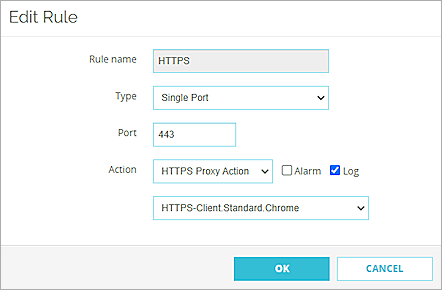 Edit Rule
Rule name HTTPS
Type Single Port
Port 443
Action HTTPS Proxy Action Alarm Log
HTTPS-Client.Standard.Chrome
OK CANCEL